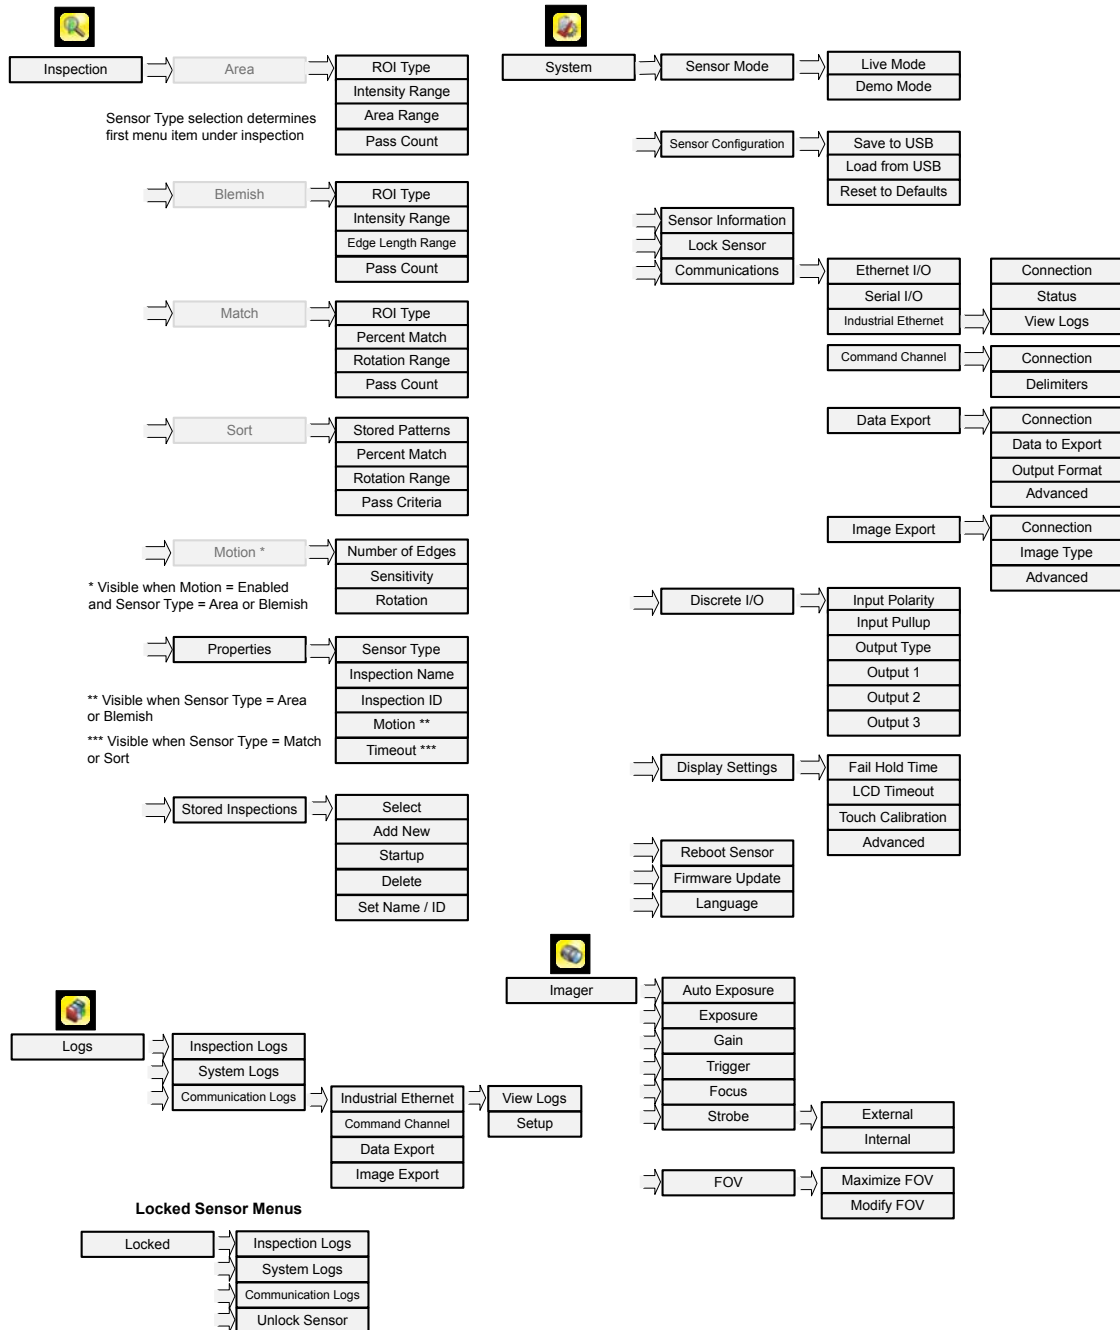 Inspection
Area
ROI Type
Intensity Range
Area Range
Pass Count
Sensor Type selection determines
first menu item under inspection
Blemish
ROI Type
Intensity Range
Edge Length Range
Pass Count
Match
ROI Type
Percent Match
Rotation Range
Pass Count
Sort
Stored Patterns
Percent Match
Rotation Range
Pass Criteria
Motion *
Number of Edges
Sensitivity
Rotation
* Visible when Motion = Enabled
and Sensor Type = Area or Blemish
Properties
Sensor Type
Inspection Name
Inspection ID
Motion **
Timeout ***
** Visible when Sensor Type = Area
or Blemish
*** Visible when Sensor Type = Match
or Sort
Stored Inspections
Select
Add New
Startup
Delete
Set Name / ID
System
Sensor Mode
Live Mode
Demo Mode
Sensor Configuration
Save to USB
Load from USB
Reset to Defaults
Sensor Information
Lock Sensor
Communications
Ethernet I/O
Serial I/O
Industrial Ethernet
Connection
Status
View Logs
Command Channel
Connection
Delimiters
Data Export
Connection
Data to Export
Output Format
Advanced
Image Export
Connection
Image Type
Advanced
Discrete I/O
Input Polarity
Input Pullup
Output Type
Output 1
Output 2
Output 3
Display Settings
Fail Hold Time
LCD Timeout
Touch Calibration
Advanced
Reboot Sensor
Firmware Update
Language
Logs
Inspection Logs
System Logs
Communication Logs
Industrial Ethernet
Command Channel
Data Export
Image Export
View Logs
Setup
Imager
Auto Exposure
Exposure
Gain
Trigger
Focus
Strobe
External
Internal
FOV
Maximize FOV
Modify FOV
Locked Sensor Menus
Locked
Inspection Logs
System Logs
Communication Logs
Unlock Sensor